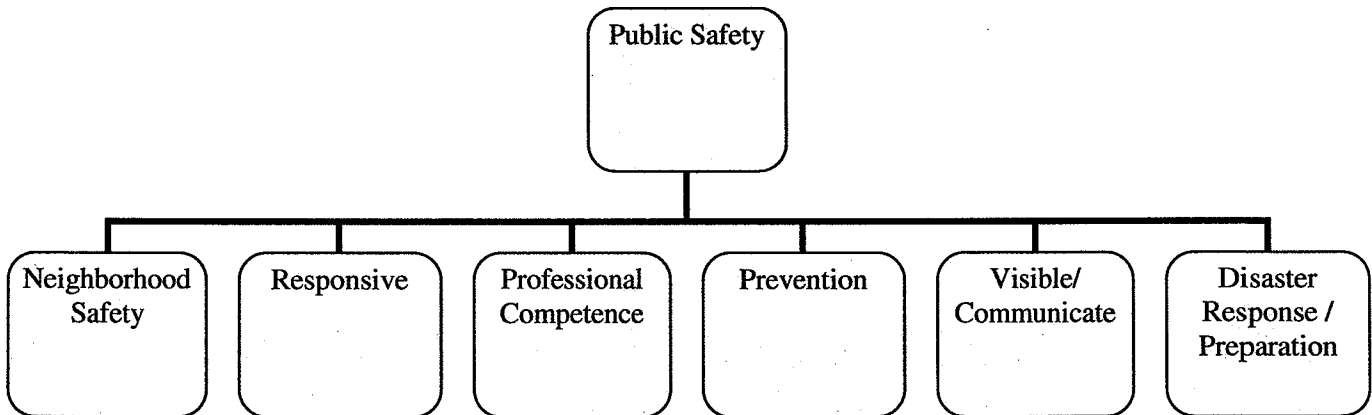 Public Safety
Neighborhood
Safety
Responsive
Professional
Competence
Prevention
Visible/
Communicate
Disaster
Response /
Preparation